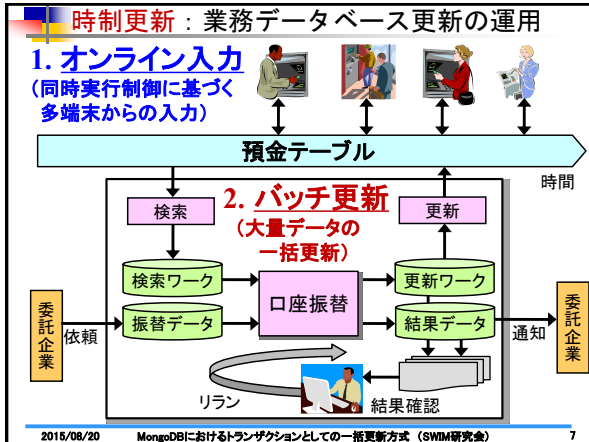 時制更新：業務データベース更新の運用
1. オンライン入力
(同時実行制御に基づく
多端末からの入力)
預金テーブル
時間
検索
2. バッチ更新
(大量データの
一括更新)
更新
検索ワーク
口座振替
更新ワーク
委託企業
依頼
振替データ
結果データ
通知
委託企業
リラン
結果確認
2015/08/20
MongoDBにおけるトランザクションとしての一括更新方式 (SWIM研究会)
7